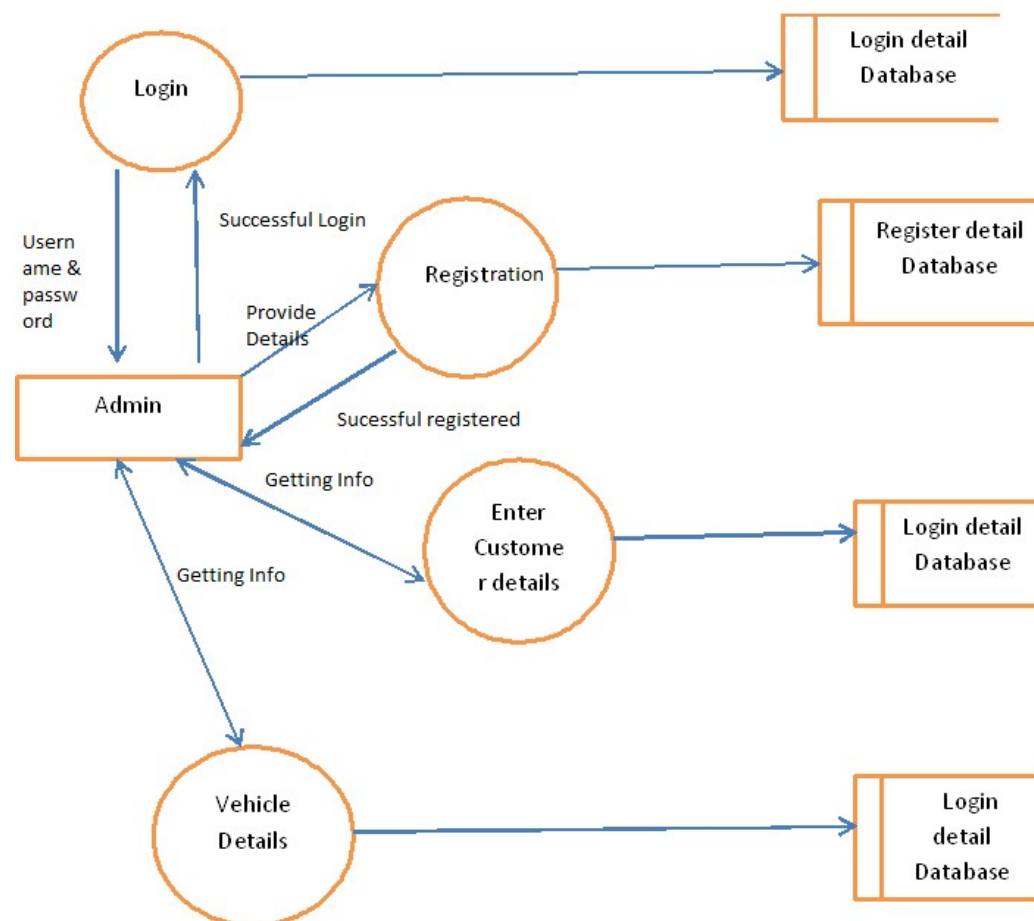 Login
Login detail
Database
Successful Login
Usern
ame &
passw
ord
Registration
Register detail
Database
Provide
Details
Admin
Sucessful registered
Getting Info
Enter
Custome
r details
Login detail
Database
Getting Info
Vehicle
Details
Login
detail
Database